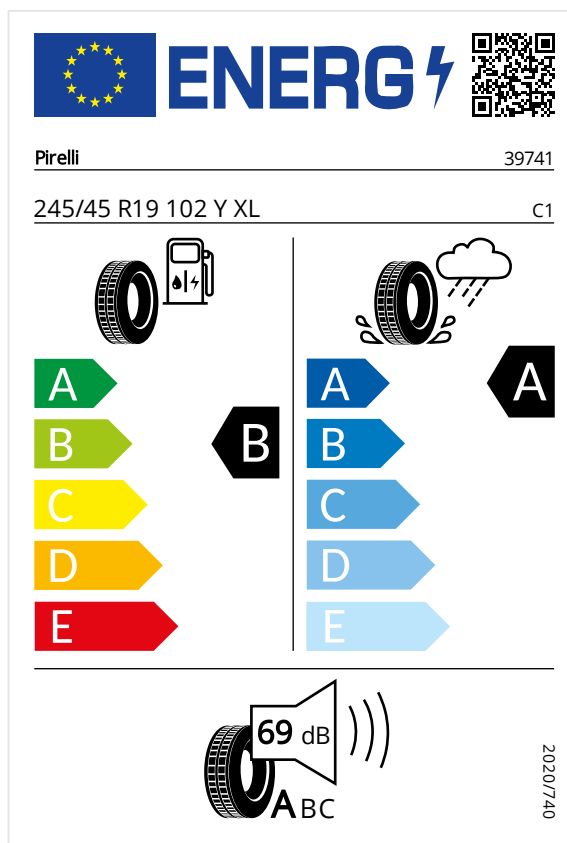 ENERG
Pirelli 39741
245/45 R19 102 Y XL C1
A A A
B B B
C C
D D
E E
69 dB
ABC
2020/740